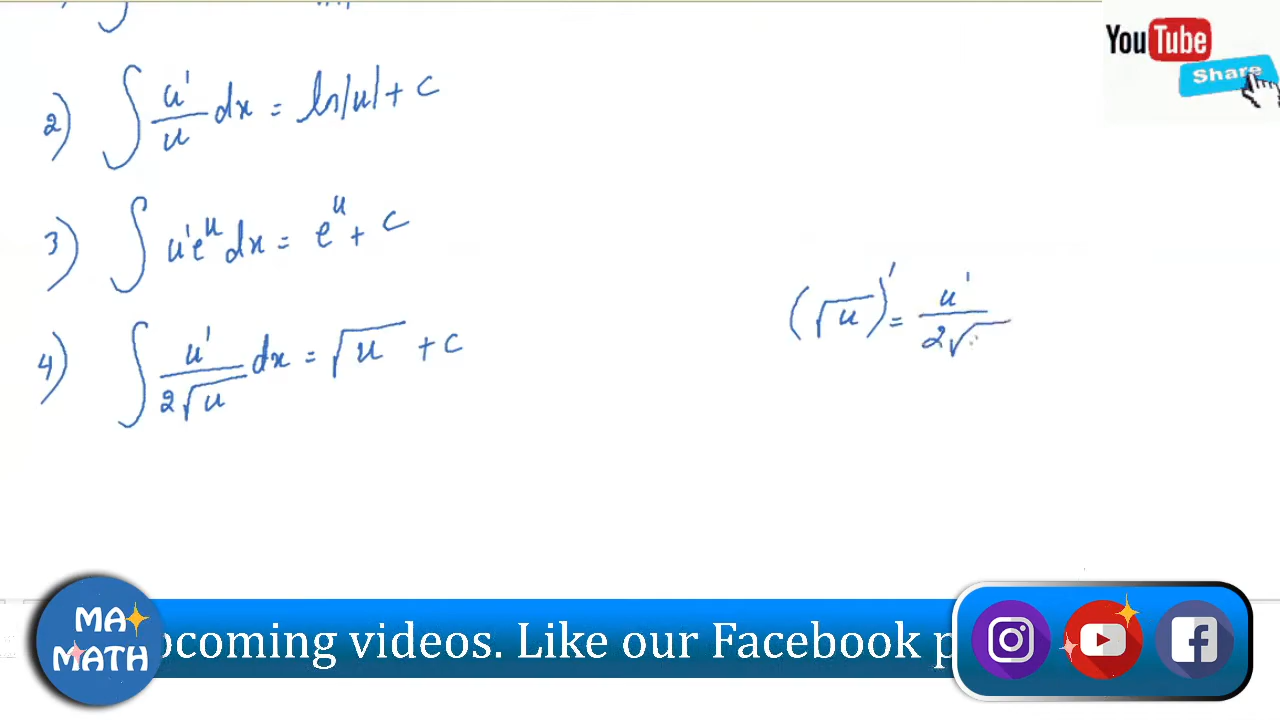 YouTube
Share
2) ∫ u'/u dx = ln|u| + c
3) ∫ u'e^u dx = e^u + c
(√u)' = u'/2√
4) ∫ u'/(2√u) dx = √u + c
MA MATH
pcoming videos. Like our Facebook p